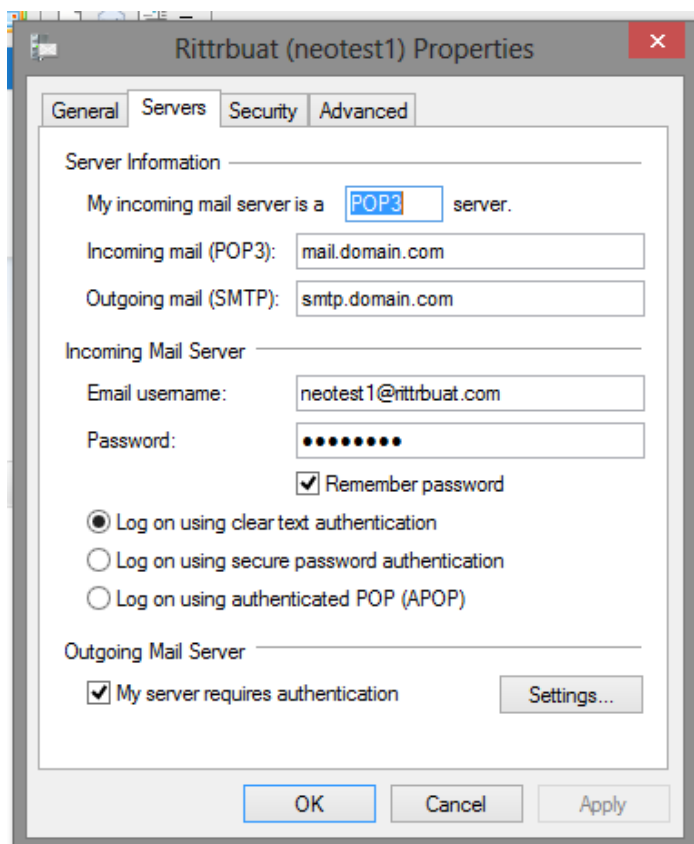 Rittrbuat (neotest1) Properties
General Servers Security Advanced
Server Information
My incoming mail server is a POP3 server.
Incoming mail (POP3): mail.domain.com
Outgoing mail (SMTP): smtp.domain.com
Incoming Mail Server
Email username: neotest1@rittrbuat.com
Password: ●●●●●●●●
Remember password
Log on using clear text authentication
Log on using secure password authentication
Log on using authenticated POP (APOP)
Outgoing Mail Server
My server requires authentication Settings...
OK Cancel Apply